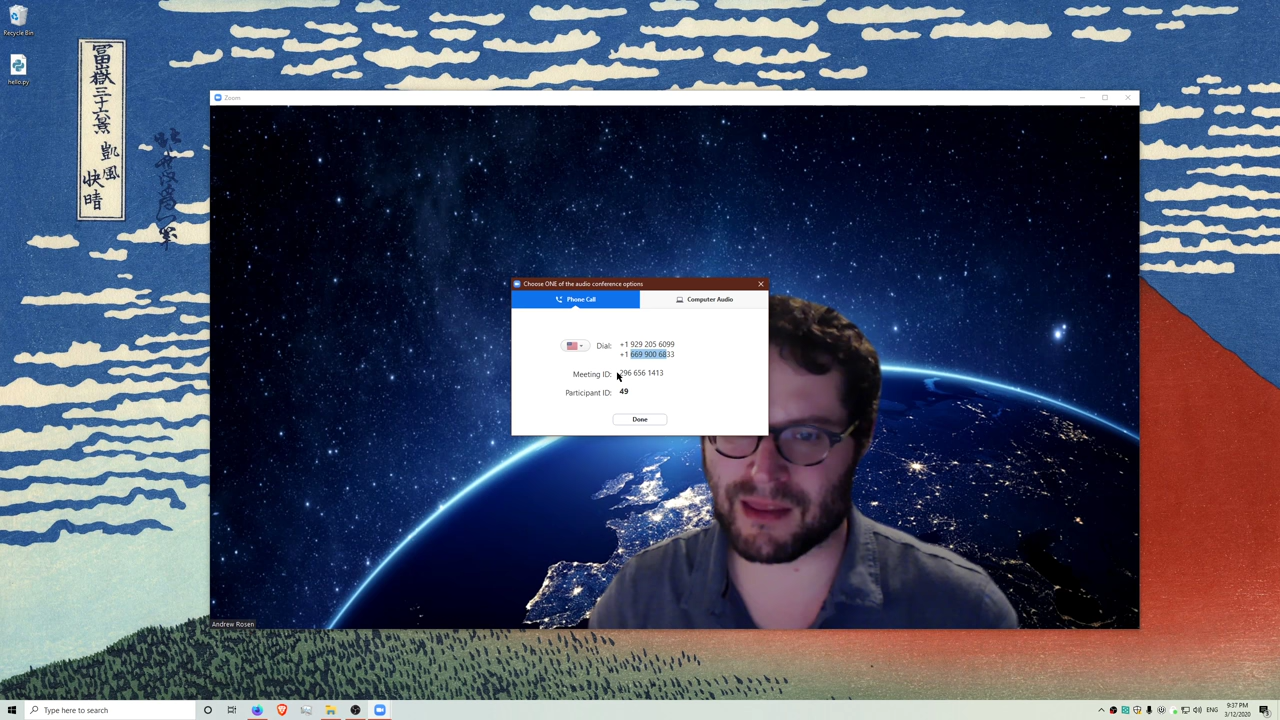 Recycle Bin
hello.py
冨嶽三十六景
凱風
快晴
Zoom
Choose ONE of the audio conference options
Phone Call
Computer Audio
Dial: +1 929 205 6099
+1 669 900 6833
Meeting ID: 296 656 1413
Participant ID: 49
Done
Andrew Rosen
Type here to search
ENG
9:37 PM
3/12/2020